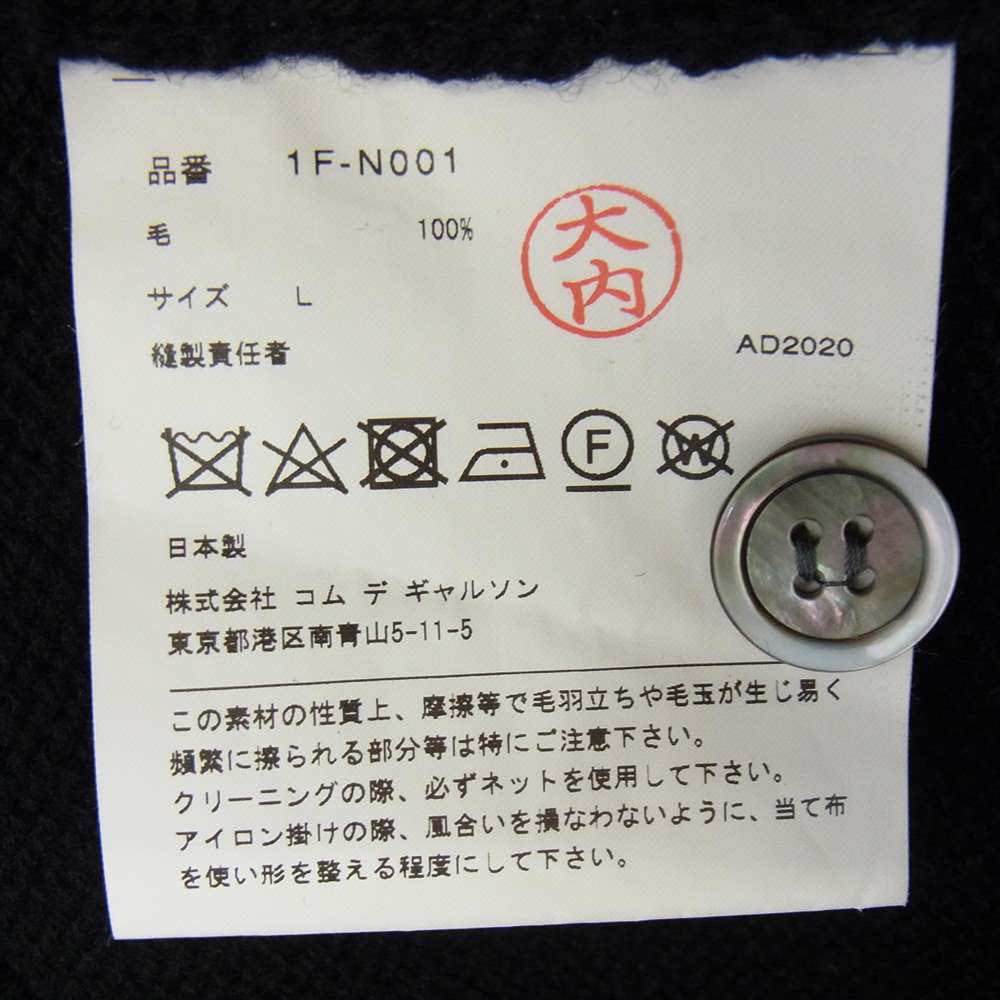 品番 1F-N001
毛 100%
大内
サイズ L
縫製責任者
AD2020
F
W
日本製
株式会社 コム デ ギャルソン
東京都港区南青山5-11-5
この素材の性質上、摩擦等で毛羽立ちや毛玉が生じ易く
頻繁に擦られる部分等は特にご注意下さい。
クリーニングの際、必ずネットを使用して下さい。
アイロン掛けの際、風合いを損なわないように、当て布
を使い形を整える程度にして下さい。